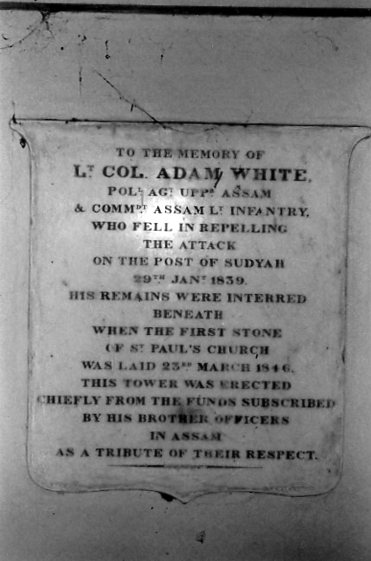 TO THE MEMORY OF
LT COL. ADAM WHITE,
POLL AGT UPPR ASSAM
& COMMDT ASSAM LT INFANTRY,
WHO FELL IN REPELLING
THE ATTACK
ON THE POST OF SUDYAH
29TH JANY 1839.
HIS REMAINS WERE INTERRED
BENEATH
WHEN THE FIRST STONE
OF ST PAUL'S CHURCH
WAS LAID 23RD MARCH 1846.
THIS TOWER WAS ERECTED
CHIEFLY FROM THE FUNDS SUBSCRIBED
BY HIS BROTHER OFFICERS
IN ASSAM
AS A TRIBUTE OF THEIR RESPECT.